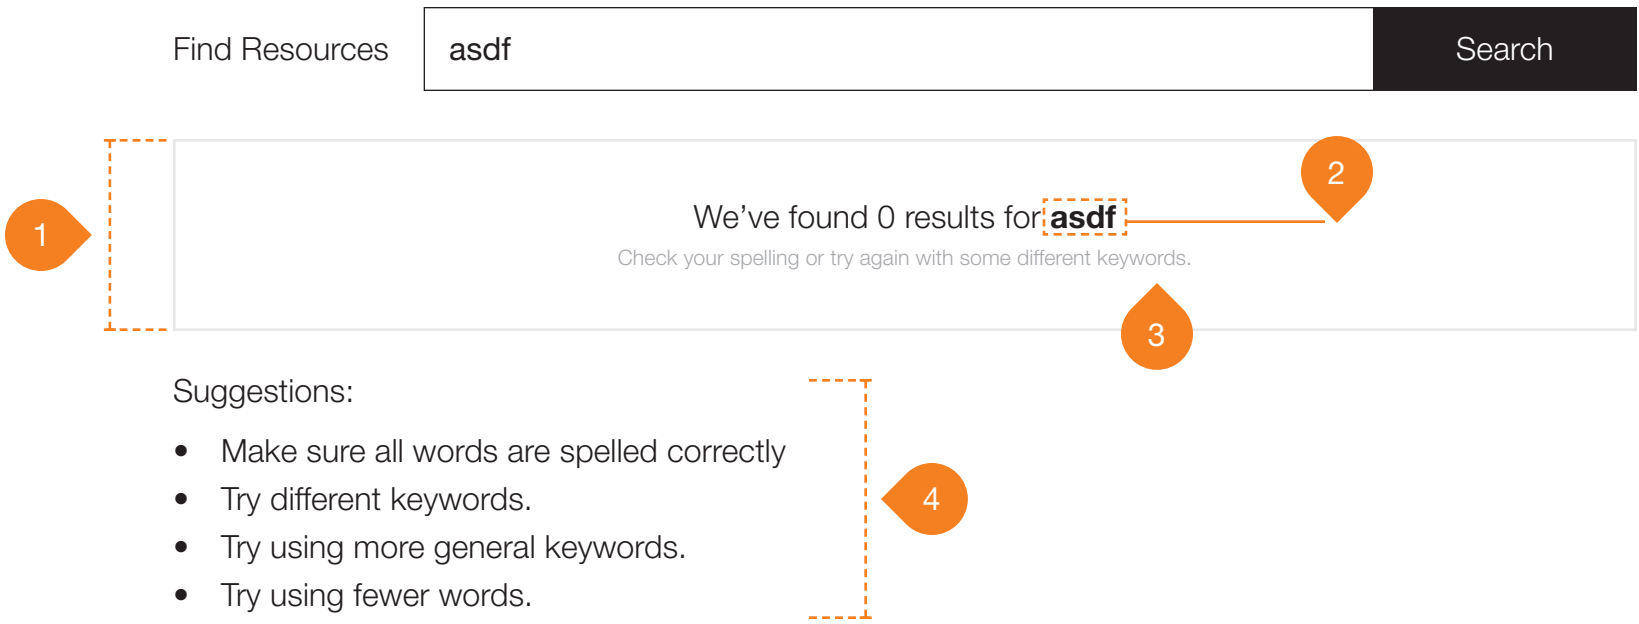 Find Resources asdf Search
2
We’ve found 0 results for asdf
1
Check your spelling or try again with some different keywords.
3
Suggestions:
• Make sure all words are spelled correctly
• Try different keywords.
4
• Try using more general keywords.
• Try using fewer words.